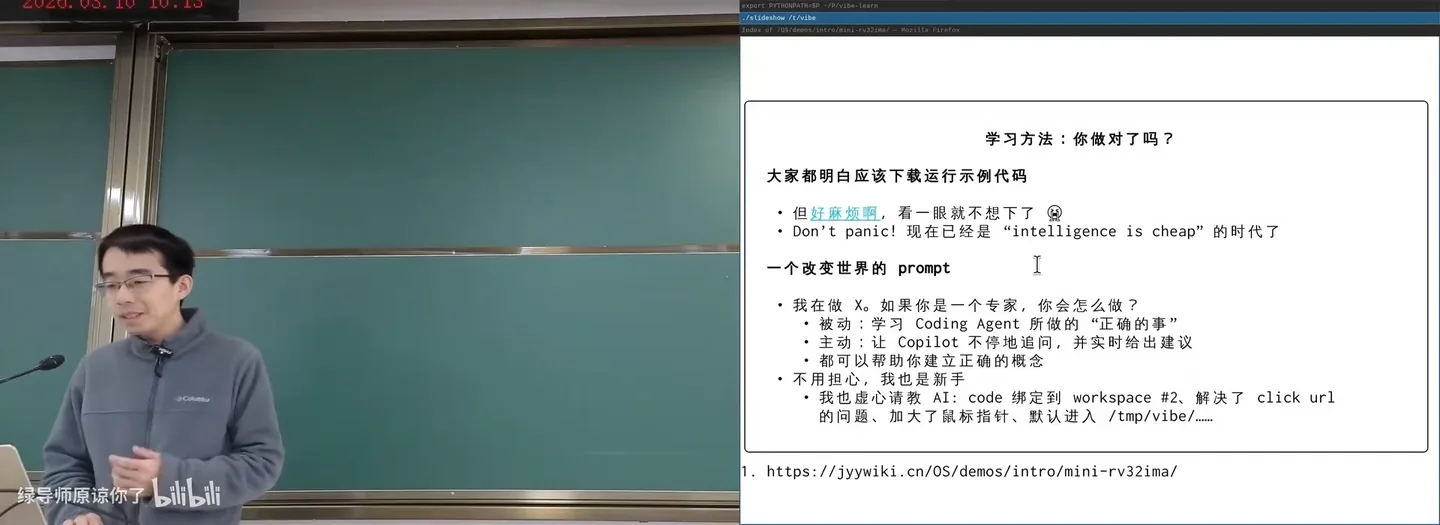 2026.03.10 10:13
export PYTHONPATH=$P ~/P/vibe-learn
./slideshow /t/vibe
Index of /OS/demos/intro/mini-rv32ima/ — Mozilla Firefox
学习方法：你做对了吗？
大家都明白应该下载运行示例代码
• 但好麻烦啊，看一眼就不想下了 😭
• Don't panic! 现在已经是 “intelligence is cheap” 的时代了
一个改变世界的 prompt
• 我在做 X。如果你是一个专家，你会怎么做？
• 被动：学习 Coding Agent 所做的 “正确的事”
• 主动：让 Copilot 不停地追问，并实时给出建议
• 都可以帮助你建立正确的概念
• 不用担心，我也是新手
• 我也虚心请教 AI: code 绑定到 workspace #2、解决了 click url
的问题、加大了鼠标指针、默认进入 /tmp/vibe/……
1. https://jyywiki.cn/OS/demos/intro/mini-rv32ima/
Columbia
绿导师原谅你了 bilibili